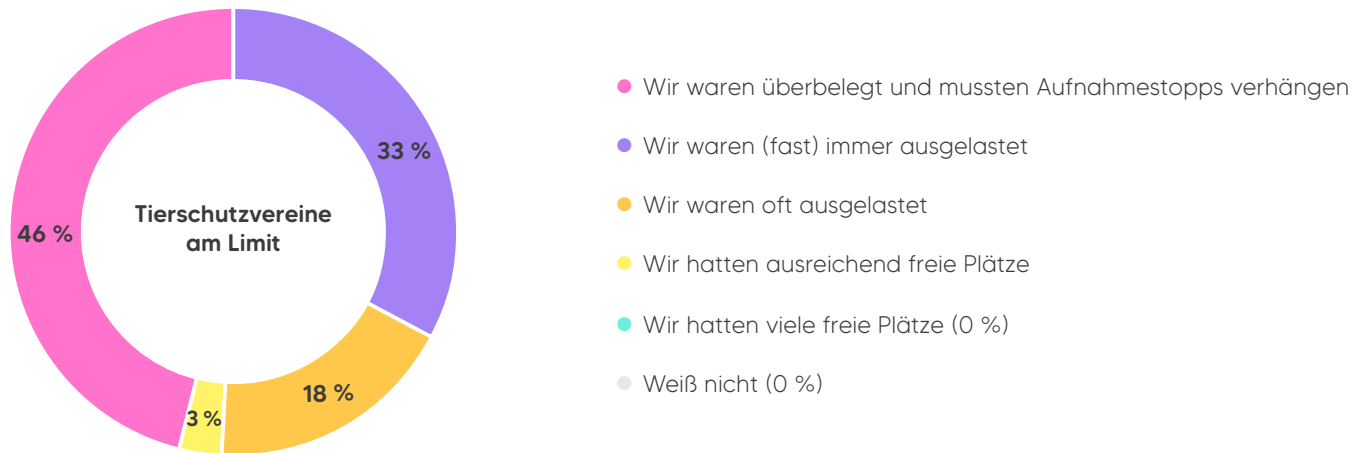 33 %
Tierschutzvereine
am Limit
46 %
18 %
3 %
Wir waren überbelegt und mussten Aufnahmestopps verhängen
Wir waren (fast) immer ausgelastet
Wir waren oft ausgelastet
Wir hatten ausreichend freie Plätze
Wir hatten viele freie Plätze (0 %)
Weiß nicht (0 %)